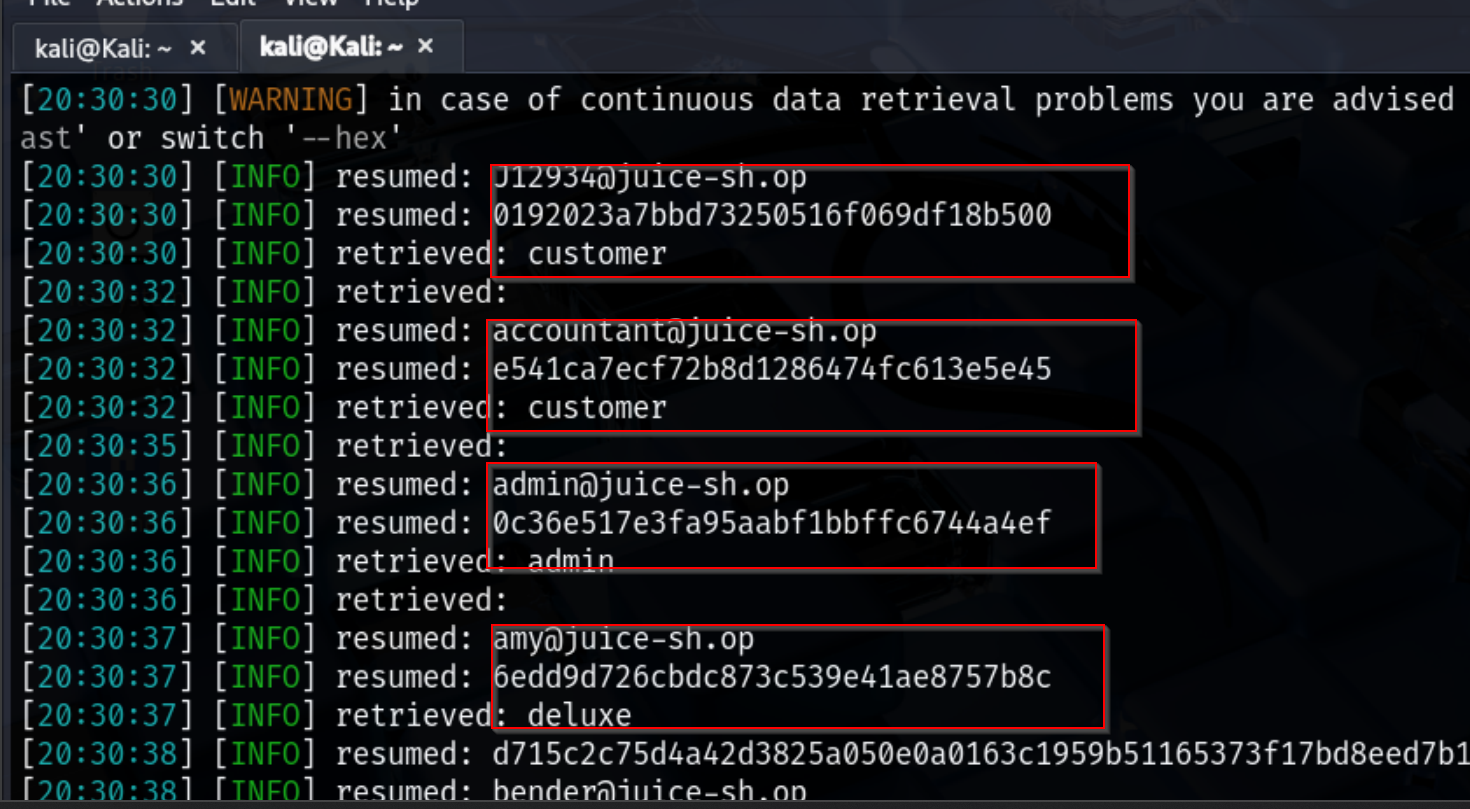 File Actions Edit View Help
kali@Kali: ~ × kali@Kali: ~ ×
[20:30:30] [WARNING] in case of continuous data retrieval problems you are advised
ast' or switch '--hex'
[20:30:30] [INFO] resumed: J12934@juice-sh.op
[20:30:30] [INFO] resumed: 0192023a7bbd73250516f069df18b500
[20:30:30] [INFO] retrieved: customer
[20:30:32] [INFO] retrieved:
[20:30:32] [INFO] resumed: accountant@juice-sh.op
[20:30:32] [INFO] resumed: e541ca7ecf72b8d1286474fc613e5e45
[20:30:32] [INFO] retrieved: customer
[20:30:35] [INFO] retrieved:
[20:30:36] [INFO] resumed: admin@juice-sh.op
[20:30:36] [INFO] resumed: 0c36e517e3fa95aabf1bbffc6744a4ef
[20:30:36] [INFO] retrieved: admin
[20:30:36] [INFO] retrieved:
[20:30:37] [INFO] resumed: amy@juice-sh.op
[20:30:37] [INFO] resumed: 6edd9d726cbdc873c539e41ae8757b8c
[20:30:37] [INFO] retrieved: deluxe
[20:30:38] [INFO] resumed: d715c2c75d4a42d3825a050e0a0163c1959b51165373f17bd8eed7b1
[20:30:38] [INFO] resumed: bender@juice-sh.op